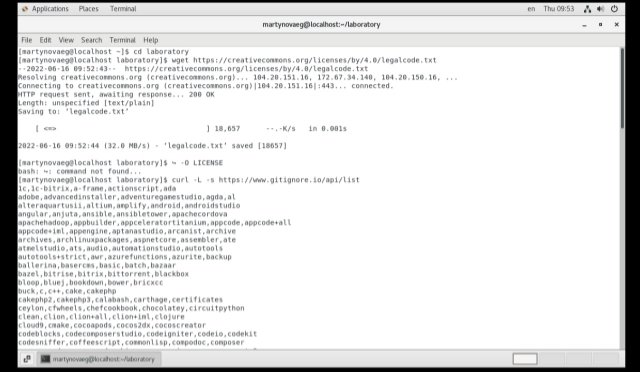 Applications Places Terminal en Thu 09:53
martynovaeg@localhost:~/laboratory
File Edit View Search Terminal Help
[martynovaeg@localhost ~]$ cd laboratory
[martynovaeg@localhost laboratory]$ wget https://creativecommons.org/licenses/by/4.0/legalcode.txt
--2022-06-16 09:52:43-- https://creativecommons.org/licenses/by/4.0/legalcode.txt
Resolving creativecommons.org (creativecommons.org)... 104.20.151.16, 172.67.34.140, 104.20.150.16, ...
Connecting to creativecommons.org (creativecommons.org)|104.20.151.16|:443... connected.
HTTP request sent, awaiting response... 200 OK
Length: unspecified [text/plain]
Saving to: 'legalcode.txt'
[ <=> ] 18,657 --.-K/s in 0.001s
2022-06-16 09:52:44 (32.0 MB/s) - 'legalcode.txt' saved [18657]
[martynovaeg@localhost laboratory]$ -O LICENSE
bash: command not found...
[martynovaeg@localhost laboratory]$ curl -L -s https://www.gitignore.io/api/list
1c,1c-bitrix,a-frame,actionscript,ada
adobe,advancedinstaller,adventuregamestudio,agda,al
alteraquartusii,altium,amplify,android,androidstudio
angular,anjuta,ansible,ansibletower,apachecordova
apachehadoop,appbuilder,appceleratortitanium,appcode,appcode+all
appcode+iml,appengine,aptanastudio,arcanist,archive
archives,archlinuxpackages,aspnetcore,assembler,ate
atmelstudio,ats,audio,automationstudio,autotools
autotools+strict,awr,azurefunctions,azurite,backup
ballerina,basercms,basic,batch,bazaar
bazel,bitrise,bitrix,bittorrent,blackbox
bloop,bluej,bookdown,bower,bricxcc
buck,c,c++,cake,cakephp
cakephp2,cakephp3,calabash,carthage,certificates
ceylon,cfwheels,chefcookbook,chocolatey,circuitpython
clean,clion,clion+all,clion+iml,clojure
cloud9,cmake,cocoapods,cocos2dx,cocoscreator
codeblocks,codecomposerstudio,codeigniter,codeio,codekit
codesniffer,coffeescript,commonlisp,compodoc,composer
martynovaeg@localhost:~/laboratory